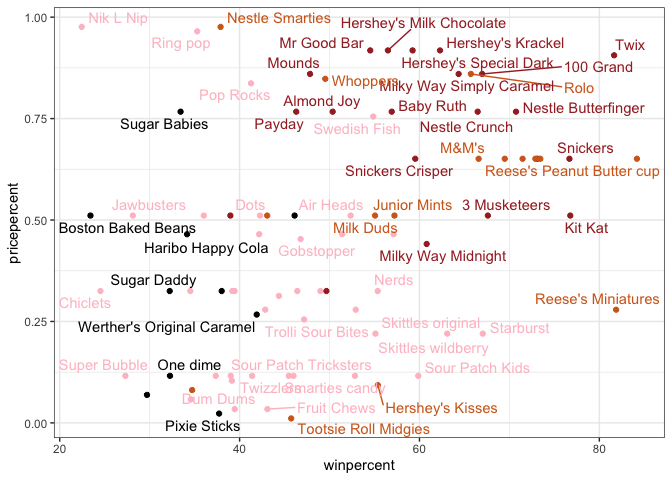 1.00
Nik L Nip
Nestle Smarties
Hershey's Milk Chocolate
Ring pop
Mr Good Bar
Hershey's Krackel
Twix
Mounds
Hershey's Special Dark
100 Grand
Pop Rocks
Whoppers
Milky Way Simply Caramel
Rolo
Almond Joy
Baby Ruth
Nestle Butterfinger
Sugar Babies
Payday
Swedish Fish
Nestle Crunch
0.75
M&M's
Snickers
Snickers Crisper
Reese's Peanut Butter cup
Jawbusters
Dots
Air Heads
Junior Mints
3 Musketeers
0.50
Boston Baked Beans
Milk Duds
Kit Kat
Haribo Happy Cola
Gobstopper
Milky Way Midnight
Sugar Daddy
Nerds
Chiclets
Reese's Miniatures
0.25
Werther's Original Caramel
Trolli Sour Bites
Skittles original
Starburst
Skittles wildberry
Super Bubble
One dime
Sour Patch Tricksters
Sour Patch Kids
Twizzlers
Smarties candy
Dum Dums
Fruit Chews
Hershey's Kisses
0.00
Pixie Sticks
Tootsie Roll Midgies
20
40
60
80
winpercent
pricepercent